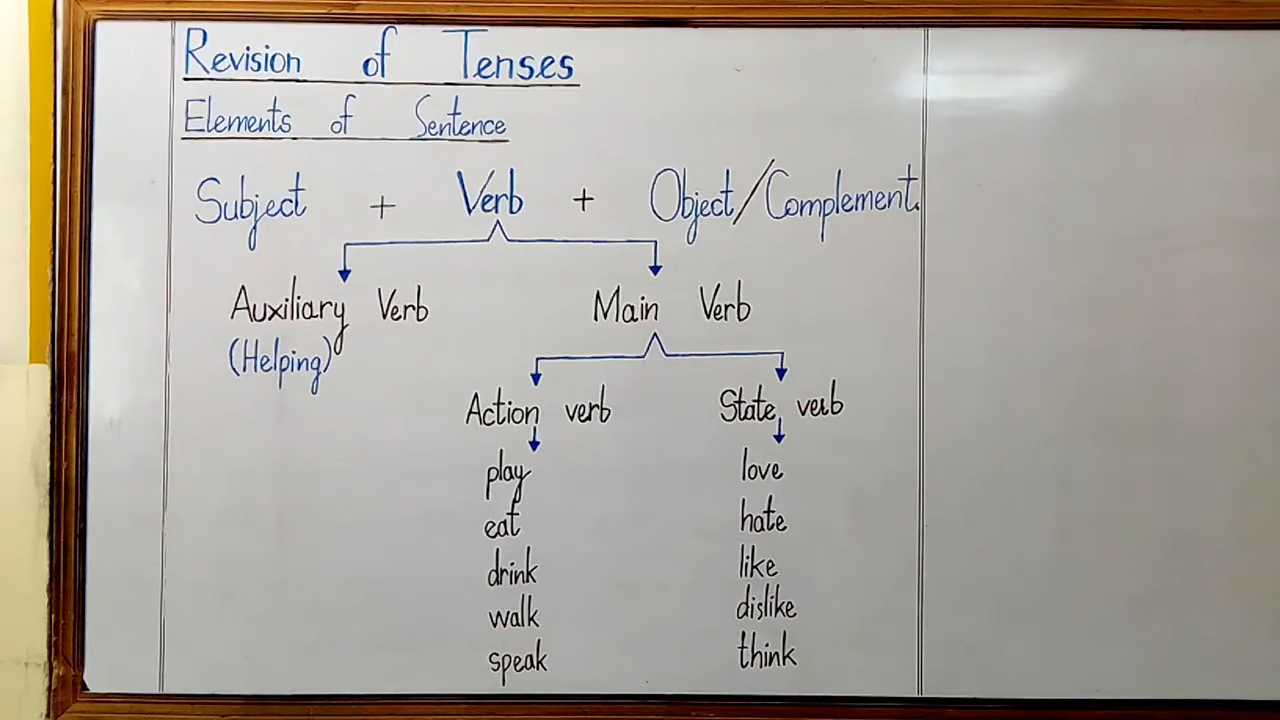 Revision of Tenses
Elements of Sentence
Subject + Verb + Object/Complement.
Auxiliary Verb Main Verb
(Helping)
Action verb State verb
play love
eat hate
drink like
walk dislike
speak think